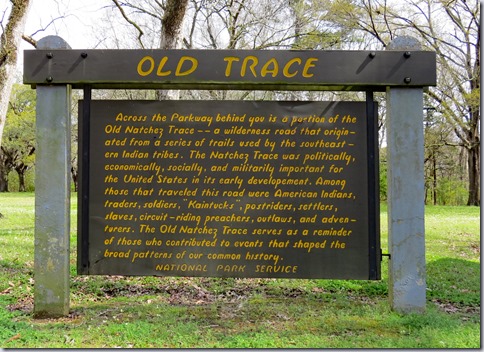 OLD TRACE
Across the Parkway behind you is a portion of the
Old Natchez Trace -- a wilderness road that origin-
ated from a series of trails used by the southeast-
ern Indian tribes. The Natchez Trace was politically,
economically, socially, and militarily important for
the United States in its early developement. Among
those that traveled this road were American Indians,
traders, soldiers, "Kaintucks", postriders, settlers,
slaves, circuit-riding preachers, outlaws, and adven-
turers. The Old Natchez Trace serves as a reminder
of those who contributed to events that shaped the
broad patterns of our common history.
NATIONAL PARK SERVICE